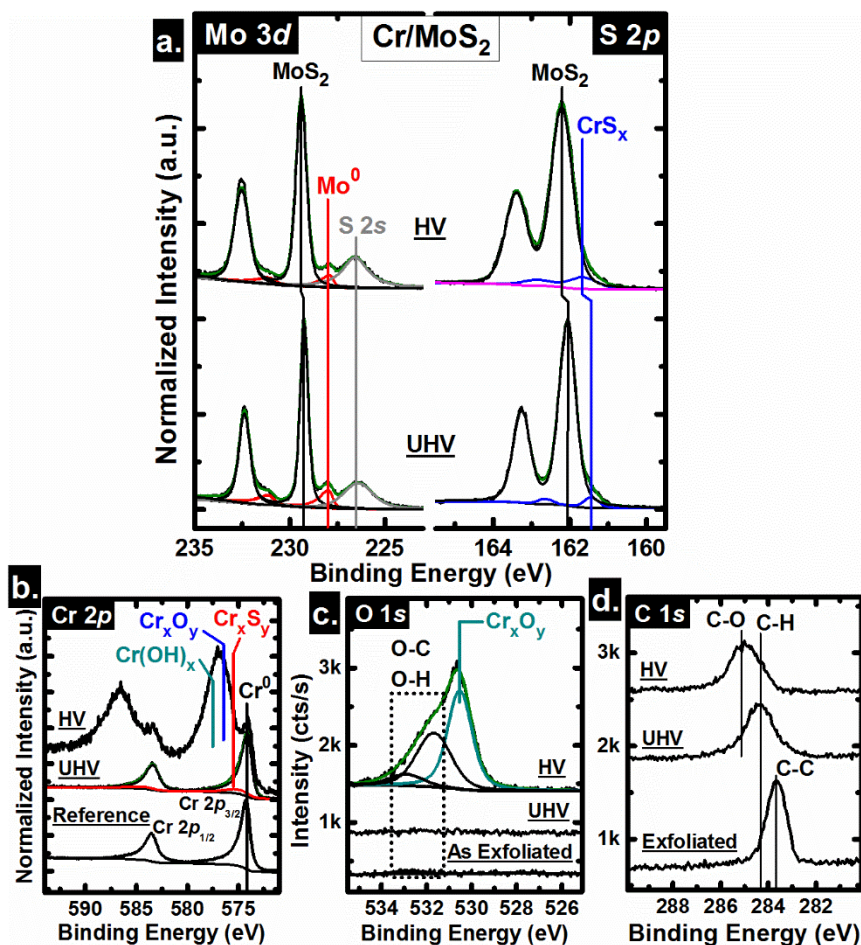 a. Mo 3d Cr/MoS2 S 2p
MoS2 MoS2
CrSx
Mo0
S 2s
HV
UHV
Normalized Intensity (a.u.)
235 230 225 164 162 160
Binding Energy (eV)
b. Cr 2p
CrxSy
CrxOy
Cr(OH)x
Cr0
HV
UHV
Reference
Cr 2p3/2
Cr 2p1/2
Normalized Intensity (a.u.)
590 585 580 575
Binding Energy (eV)
c. O 1s
CrxOy
O-C
O-H
3k
2k
1k
HV
UHV
As Exfoliated
Intensity (cts/s)
534 532 530 528 526
Binding Energy (eV)
d. C 1s
C-O C-H
3k
HV
2k
UHV
C-C
1k
Exfoliated
288 286 284 282
Binding Energy (eV)